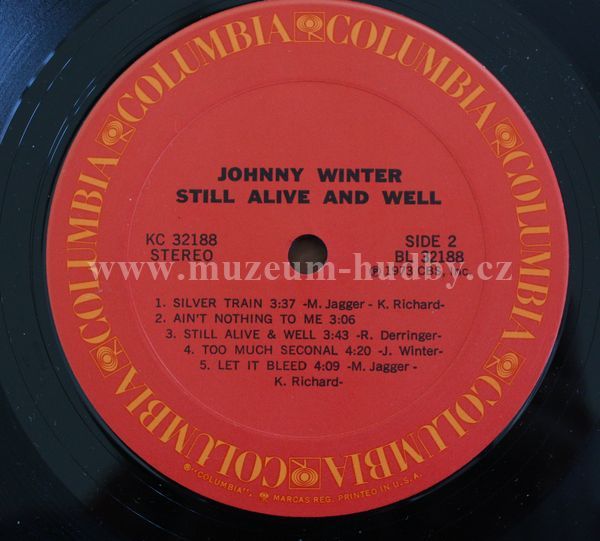 COLUMBIA COLUMBIA COLUMBIA COLUMBIA COLUMBIA COLUMBIA
JOHNNY WINTER
STILL ALIVE AND WELL
KC 32188
STEREO
SIDE 2
BL 32188
℗ 1973 CBS, Inc.
www.muzeum-hudby.cz
1. SILVER TRAIN 3:37 -M. Jagger - K. Richard-
2. AIN'T NOTHING TO ME 3:06
3. STILL ALIVE & WELL 3:43 -R. Derringer-
4. TOO MUCH SECONAL 4:20 -J. Winter-
5. LET IT BLEED 4:09 -M. Jagger -
K. Richard-
®"COLUMBIA", MARCAS REG. PRINTED IN U.S.A.